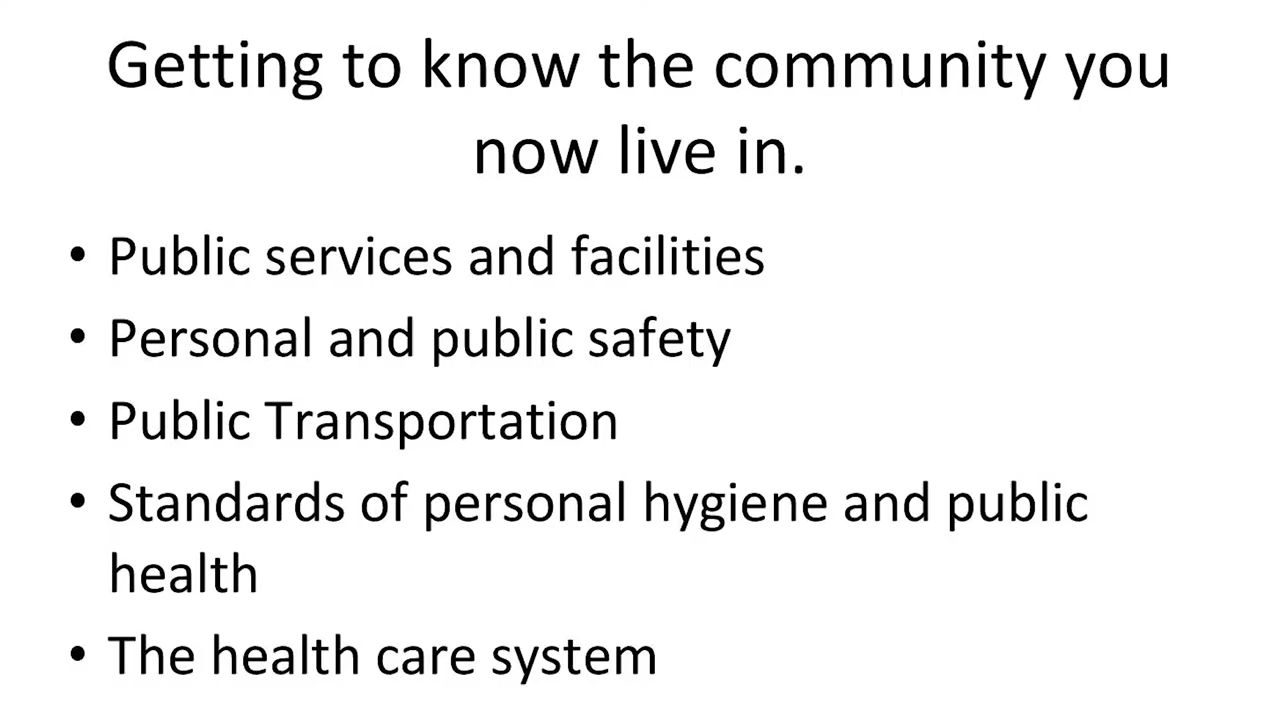 Getting to know the community you
now live in.
• Public services and facilities
• Personal and public safety
• Public Transportation
• Standards of personal hygiene and public
health
• The health care system